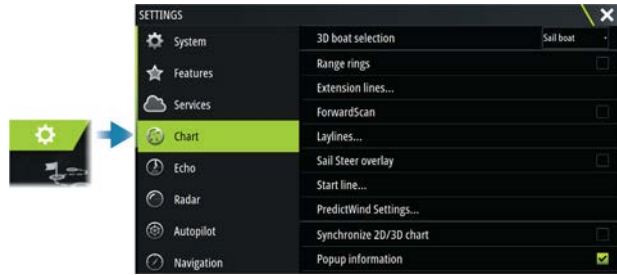 SETTINGS
System
Features
Services
Chart
Echo
Radar
Autopilot
Navigation
3D boat selection Sail boat
Range rings
Extension lines...
ForwardScan
Laylines...
Sail Steer overlay
Start line...
PredictWind Settings...
Synchronize 2D/3D chart
Popup information